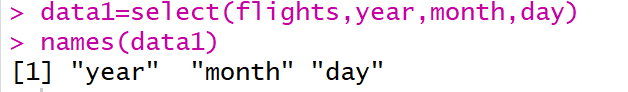 > data1=select(flights,year,month,day)
> names(data1)
[1] "year"  "month" "day"